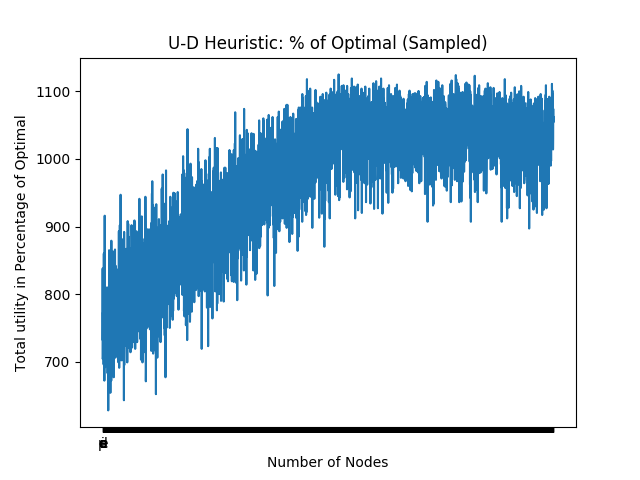 U-D Heuristic: % of Optimal (Sampled)
Total utility in Percentage of Optimal
1100
1000
900
800
700
Number of Nodes